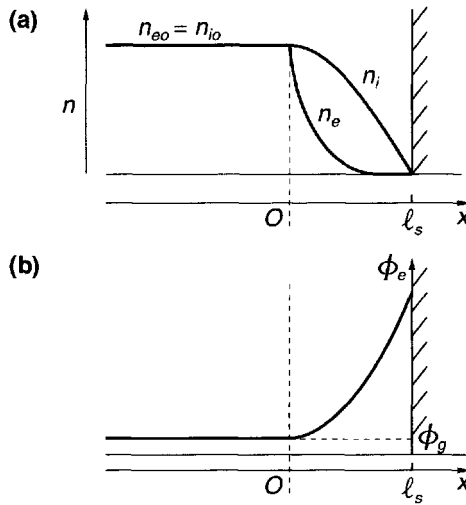 (a)
n_eo = n_io
n
n_e
n_i
O
ℓ_s
x
(b)
ϕ_e
ϕ_g
O
ℓ_s
x